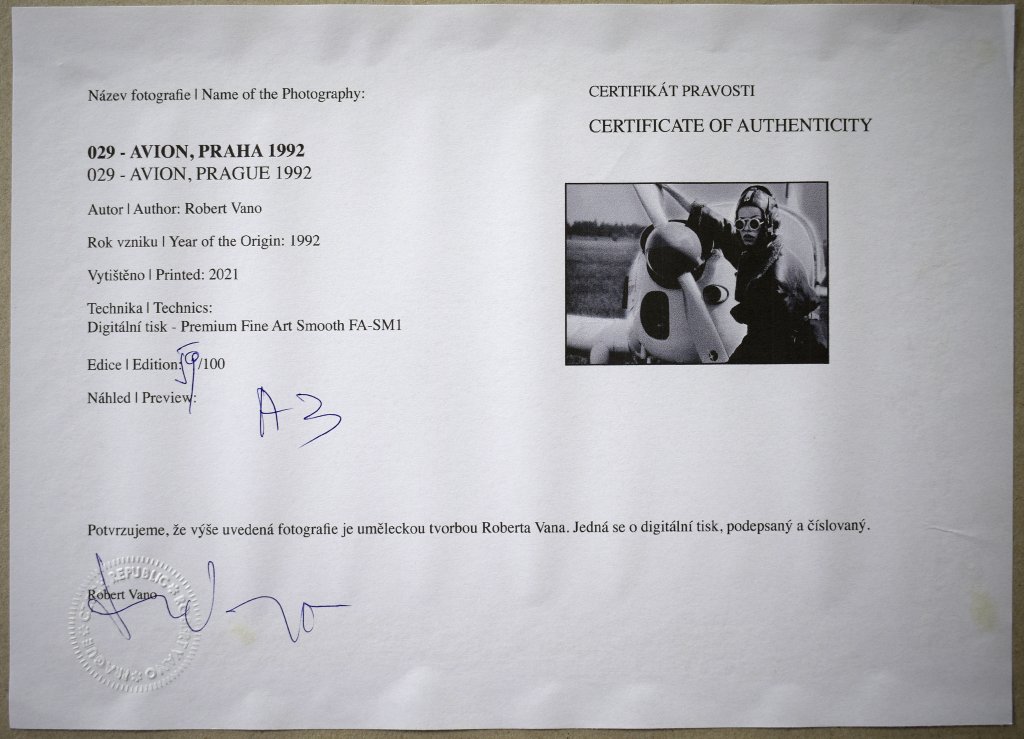 Název fotografie | Name of the Photography:
029 - AVION, PRAHA 1992
029 - AVION, PRAGUE 1992
Autor | Author: Robert Vano
Rok vzniku | Year of the Origin: 1992
Vytištěno | Printed: 2021
Technika | Technics:
Digitální tisk - Premium Fine Art Smooth FA-SM1
Edice | Edition: 59/100
Náhled | Preview:
A3
CERTIFIKÁT PRAVOSTI
CERTIFICATE OF AUTHENTICITY
Potvrzujeme, že výše uvedená fotografie je uměleckou tvorbou Roberta Vana. Jedná se o digitální tisk, podepsaný a číslovaný.
Robert Vano
REPUBLIC
VANO
PRAGUE